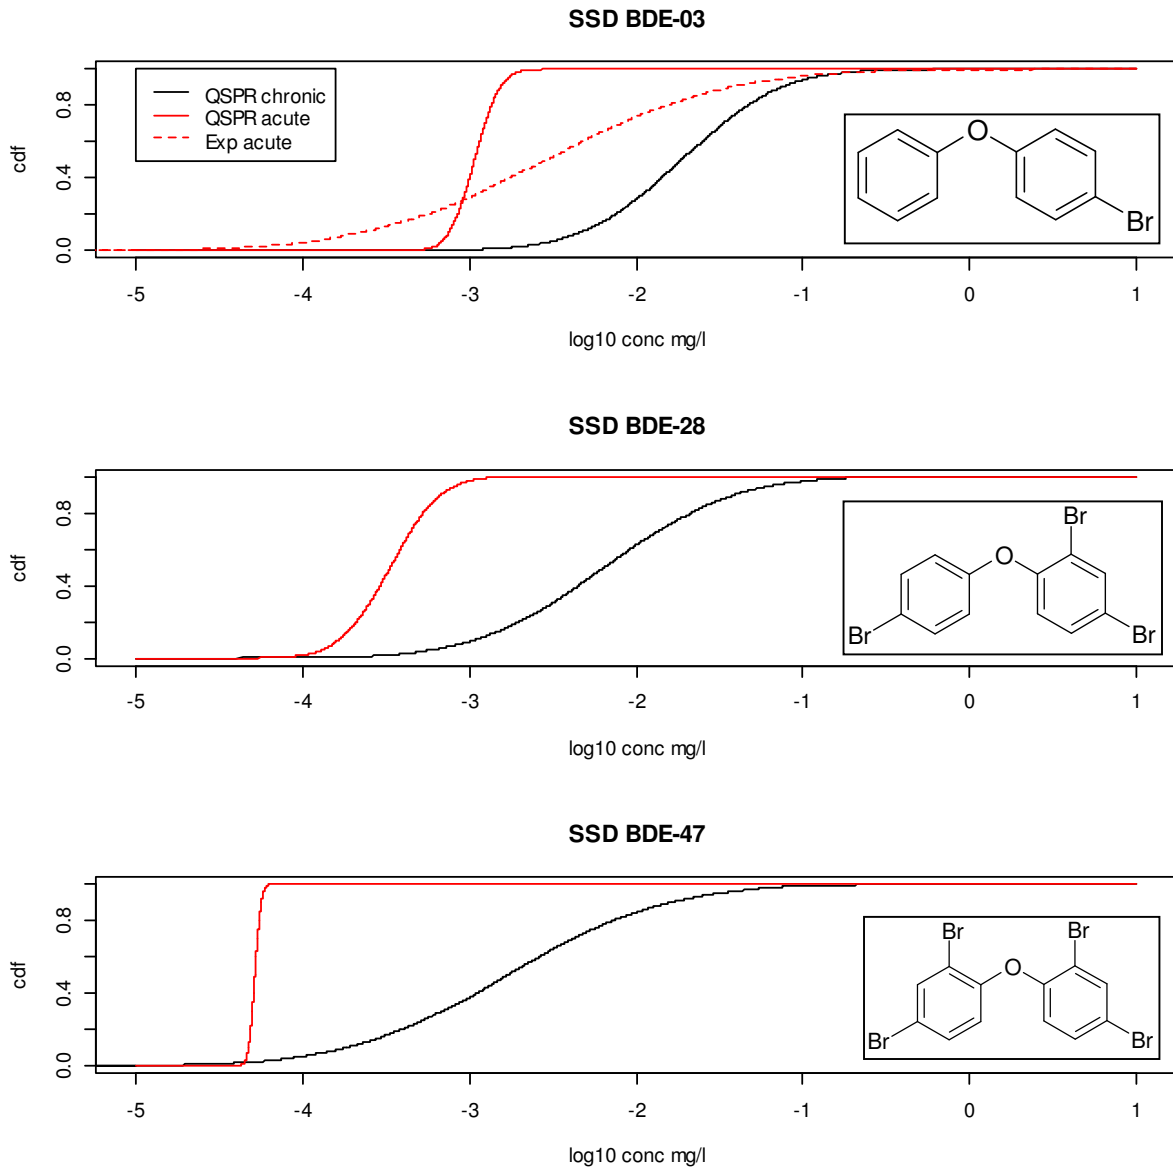 SSD BDE-03
QSPR chronic
QSPR acute
Exp acute
cdf
0.0 0.4 0.8
O
Br
-5 -4 -3 -2 -1 0 1
log10 conc mg/l
SSD BDE-28
cdf
0.0 0.4 0.8
Br
O
Br Br
-5 -4 -3 -2 -1 0 1
log10 conc mg/l
SSD BDE-47
cdf
0.0 0.4 0.8
Br Br
O
Br Br
-5 -4 -3 -2 -1 0 1
log10 conc mg/l